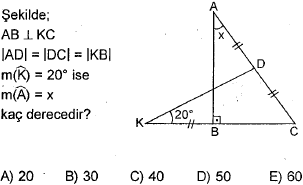 Şekilde;
AB ⊥ KC
|AD| = |DC| = |KB|
m(K̂) = 20° ise
m(Â) = x
kaç derecedir?
A
x
D
K
20°
B
C
A) 20 B) 30 C) 40 D) 50 E) 60